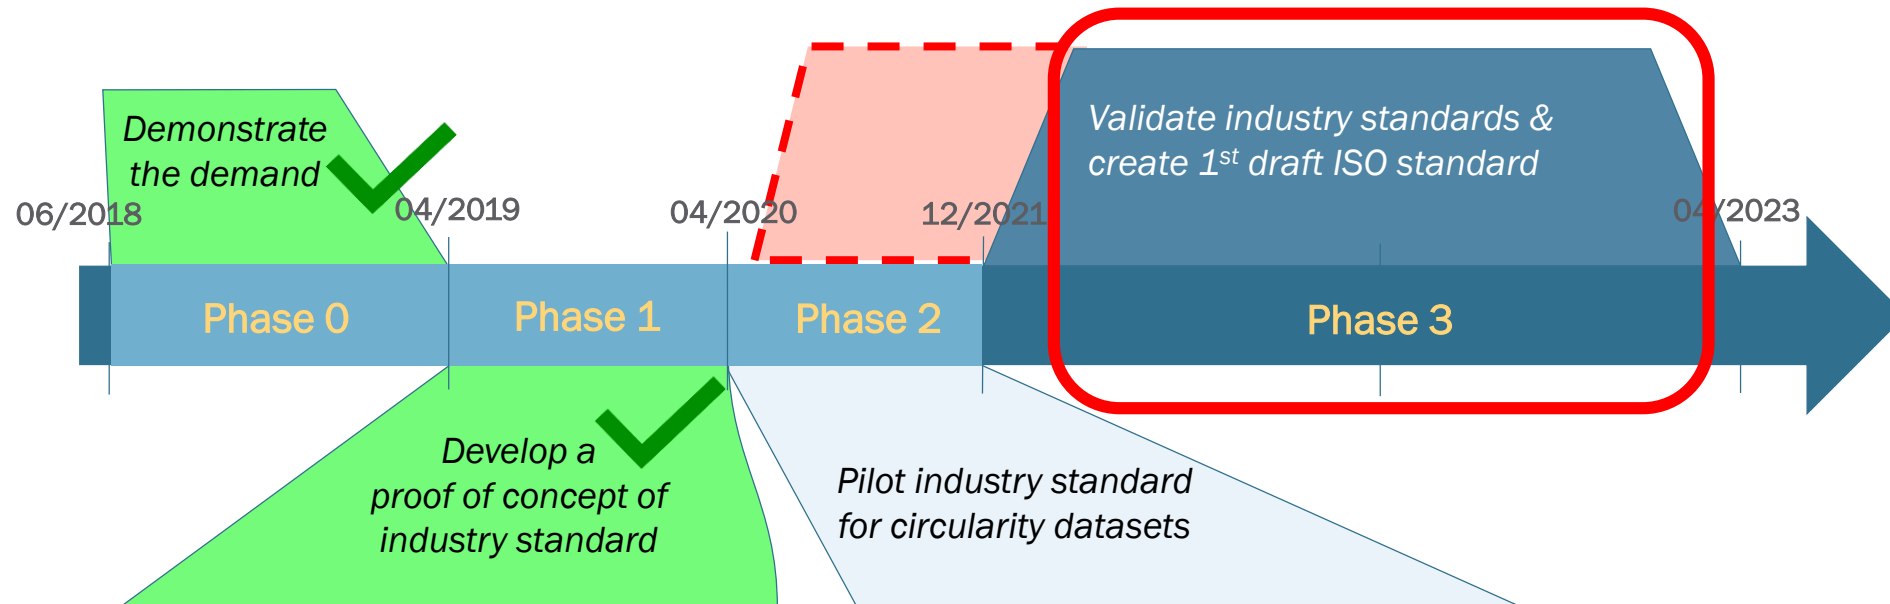 Demonstrate
the demand
Validate industry standards &
create 1st draft ISO standard
06/2018
04/2019
04/2020
12/2021
04/2023
Phase 0
Phase 1
Phase 2
Phase 3
Develop a
proof of concept of
industry standard
Pilot industry standard
for circularity datasets